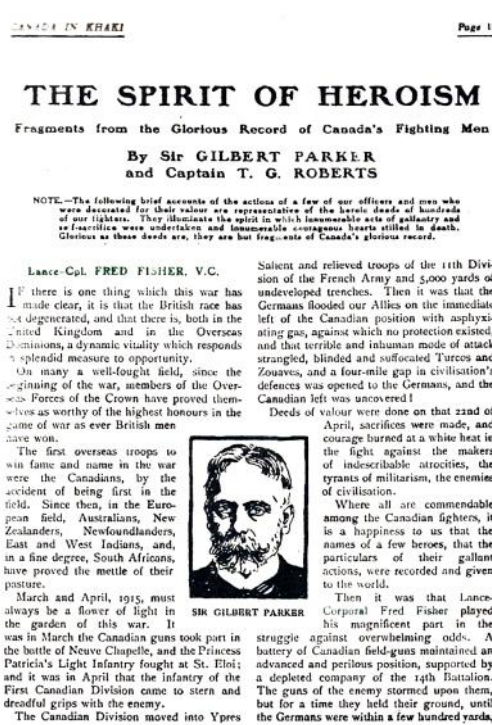 CANADA IN KHAKI
Page 1
THE SPIRIT OF HEROISM
Fragments from the Glorious Record of Canada's Fighting Men
By Sir GILBERT PARKER
and Captain T. G. ROBERTS
NOTE.—The following brief accounts of the actions of a few of our officers and men who
were decorated for their valour are representative of the heroic deeds of hundreds
of our fighters. They illuminate the spirit in which innumerable acts of gallantry and
self-sacrifice were undertaken and innumerable courageous hearts stilled in death.
Glorious as these deeds are, they are but fragments of Canada's glorious record.
Lance-Cpl. FRED FISHER, V.C.
IF there is one thing which this war has
made clear, it is that the British race has
not degenerated, and that there is, both in the
United Kingdom and in the Overseas
Dominions, a dynamic vitality which responds
in splendid measure to opportunity.
On many a well-fought field, since the
beginning of the war, members of the Over-
seas Forces of the Crown have proved them-
selves as worthy of the highest honours in the
game of war as ever British men
have won.
The first overseas troops to
win fame and name in the war
were the Canadians, by the
accident of being first in the
field. Since then, in the Euro-
pean field, Australians, New
Zealanders, Newfoundlanders,
East and West Indians, and,
in a fine degree, South Africans,
have proved the mettle of their
pasture.
March and April, 1915, must
always be a flower of light in
the garden of this war. It
was in March the Canadian guns took part in
the battle of Neuve Chapelle, and the Princess
Patricia's Light Infantry fought at St. Eloi;
and it was in April that the infantry of the
First Canadian Division came to stern and
dreadful grips with the enemy.
The Canadian Division moved into Ypres
SIR GILBERT PARKER
Salient and relieved troops of the 11th Divi-
sion of the French Army and 5,000 yards of
undeveloped trenches. Then it was that the
Germans flooded our Allies on the immediate
left of the Canadian position with asphyxi-
ating gas, against which no protection existed,
and that terrible and inhuman mode of attack
strangled, blinded and suffocated Turcos and
Zouaves, and a four-mile gap in civilisation's
defences was opened to the Germans, and the
Canadian left was uncovered!
Deeds of valour were done on that 22nd of
April, sacrifices were made, and
courage burned at a white heat in
the fight against the makers
of indescribable atrocities, the
tyrants of militarism, the enemies
of civilisation.
Where all are commendable
among the Canadian fighters, it
is a happiness to us that the
names of a few heroes, that the
particulars of their gallant
actions, were recorded and given
to the world.
Then it was that Lance-
Corporal Fred Fisher played
his magnificent part in the
struggle against overwhelming odds. A
battery of Canadian field-guns maintained an
advanced and perilous position, supported by
a depleted company of the 14th Battalion.
The guns of the enemy stormed upon them,
but for a time they held their ground, until
the Germans were within a few hundred yards.